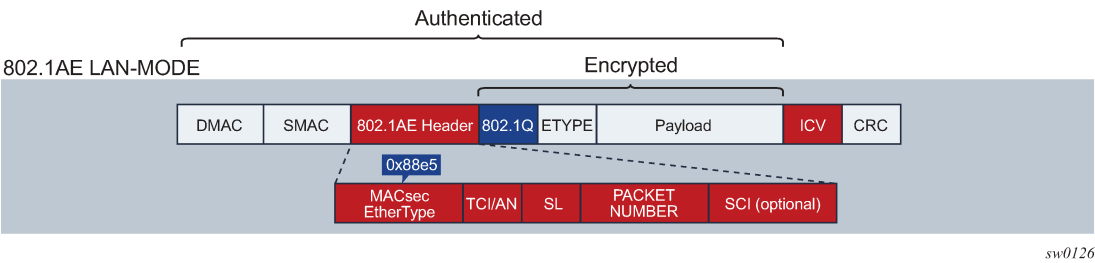 Authenticated
802.1AE LAN-MODE
Encrypted
DMAC SMAC 802.1AE Header 802.1Q ETYPE Payload ICV CRC
0x88e5
MACsec
EtherType
TCI/AN
SL
PACKET
NUMBER
SCI (optional)
sw0126